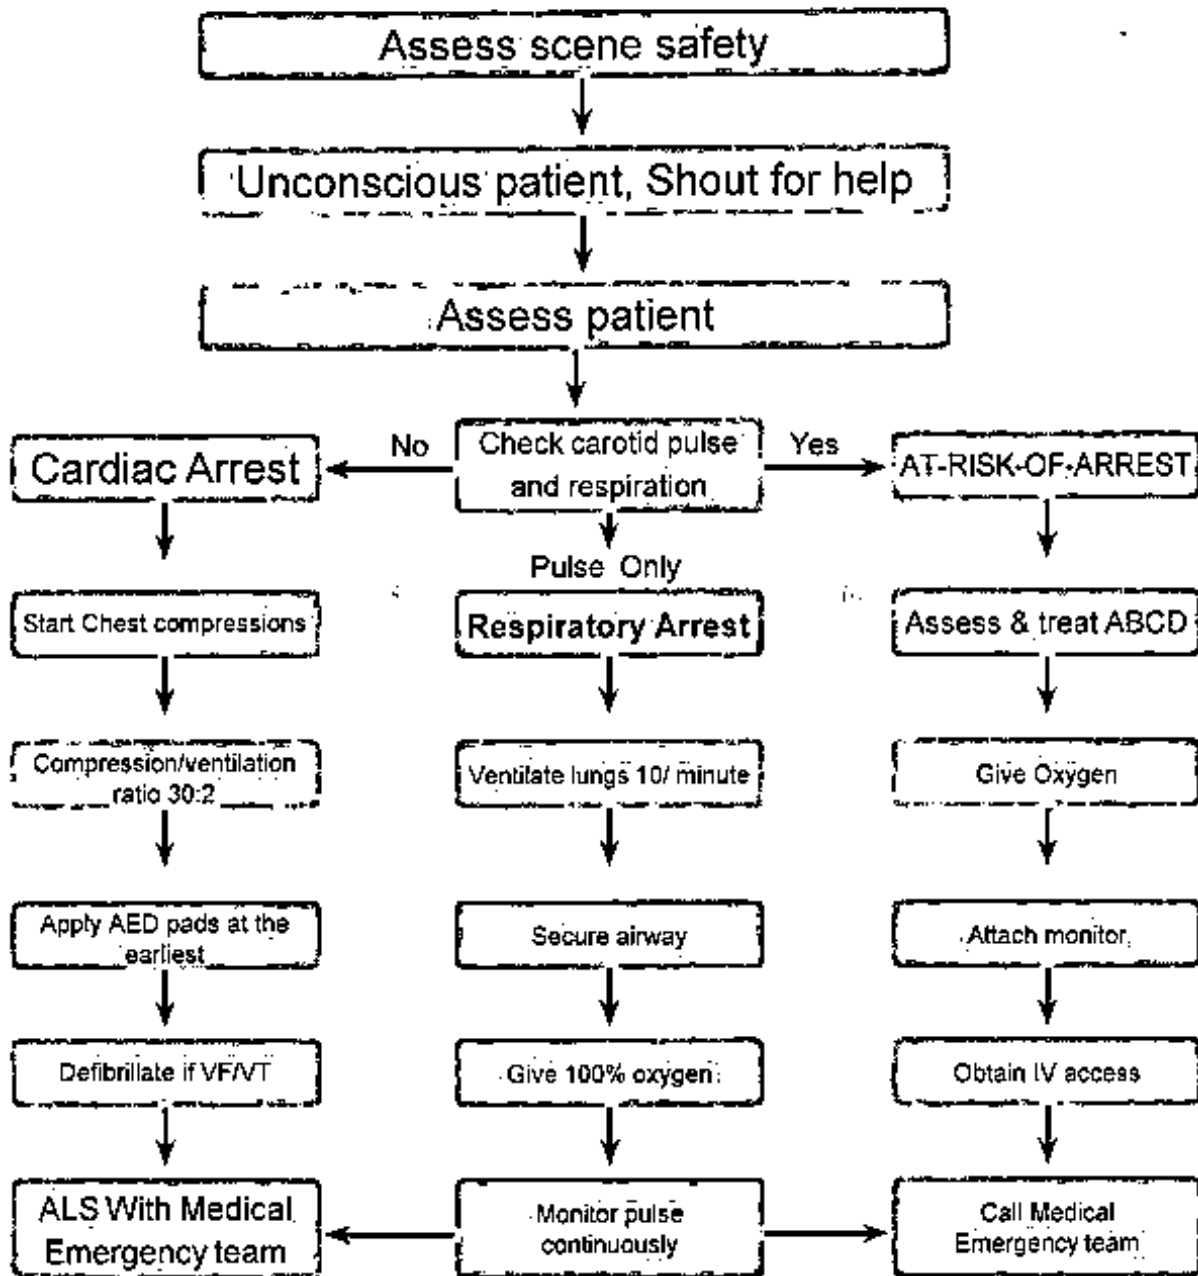 Assess scene safety
Unconscious patient, Shout for help
Assess patient
No
Check carotid pulse
and respiration
Yes
Cardiac Arrest
AT-RISK-OF-ARREST
Pulse Only
Start Chest compressions
Respiratory Arrest
Assess & treat ABCD
Compression/ventilation
ratio 30:2
Ventilate lungs 10/ minute
Give Oxygen
Apply AED pads at the
earliest
Secure airway
Attach monitor
Defibrillate if VF/VT
Give 100% oxygen
Obtain IV access
ALS With Medical
Emergency team
Monitor pulse
continuously
Call Medical
Emergency team